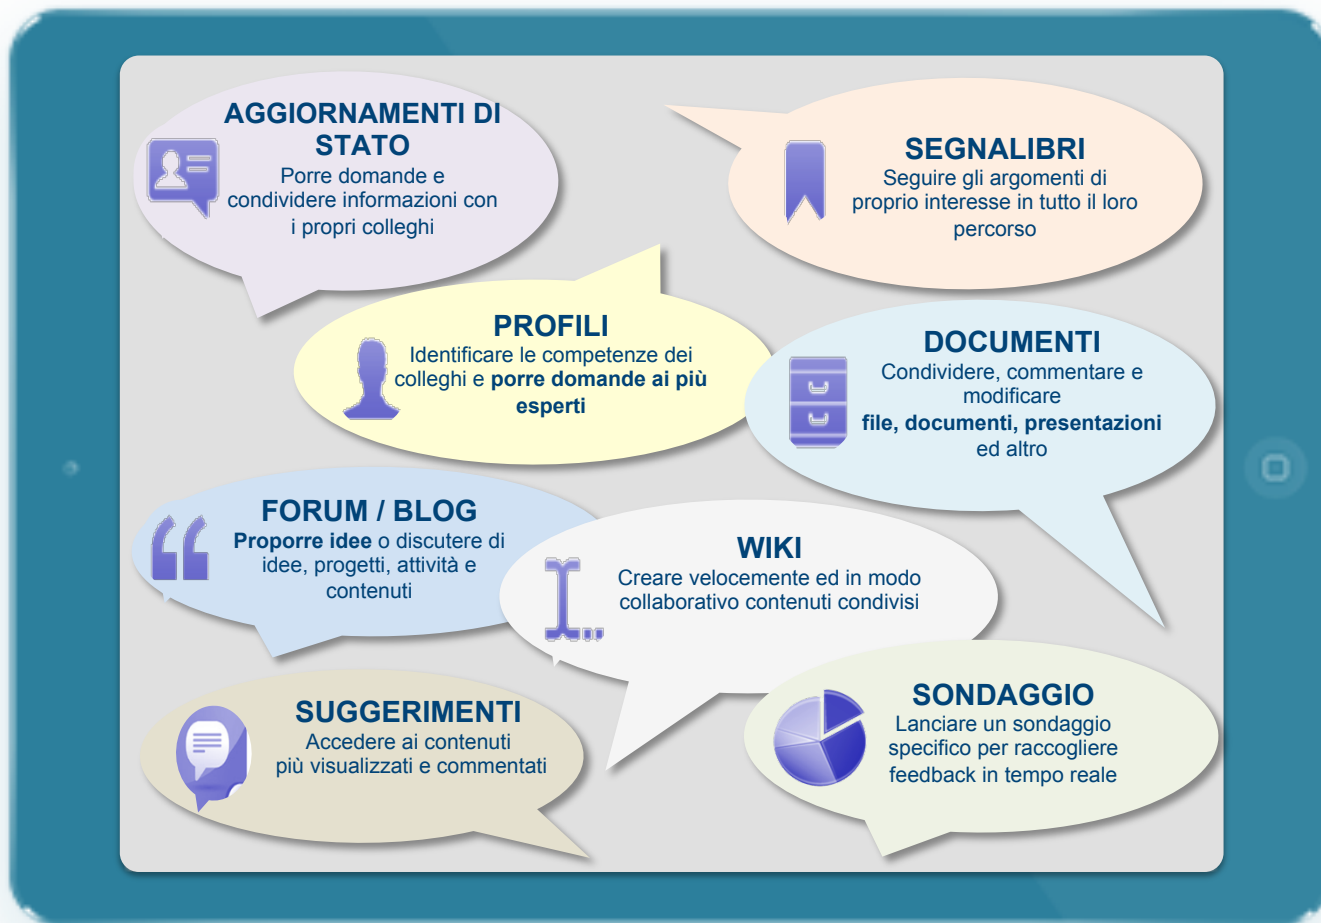 AGGIORNAMENTI DI
STATO
Porre domande e
condividere informazioni con
i propri colleghi
SEGNALIBRI
Seguire gli argomenti di
proprio interesse in tutto il loro
percorso
PROFILI
Identificare le competenze dei
colleghi e porre domande ai più
esperti
DOCUMENTI
Condividere, commentare e
modificare
file, documenti, presentazioni
ed altro
FORUM / BLOG
Proporre idee o discutere di
idee, progetti, attività e
contenuti
WIKI
Creare velocemente ed in modo
collaborativo contenuti condivisi
SUGGERIMENTI
Accedere ai contenuti
più visualizzati e commentati
SONDAGGIO
Lanciare un sondaggio
specifico per raccogliere
feedback in tempo reale